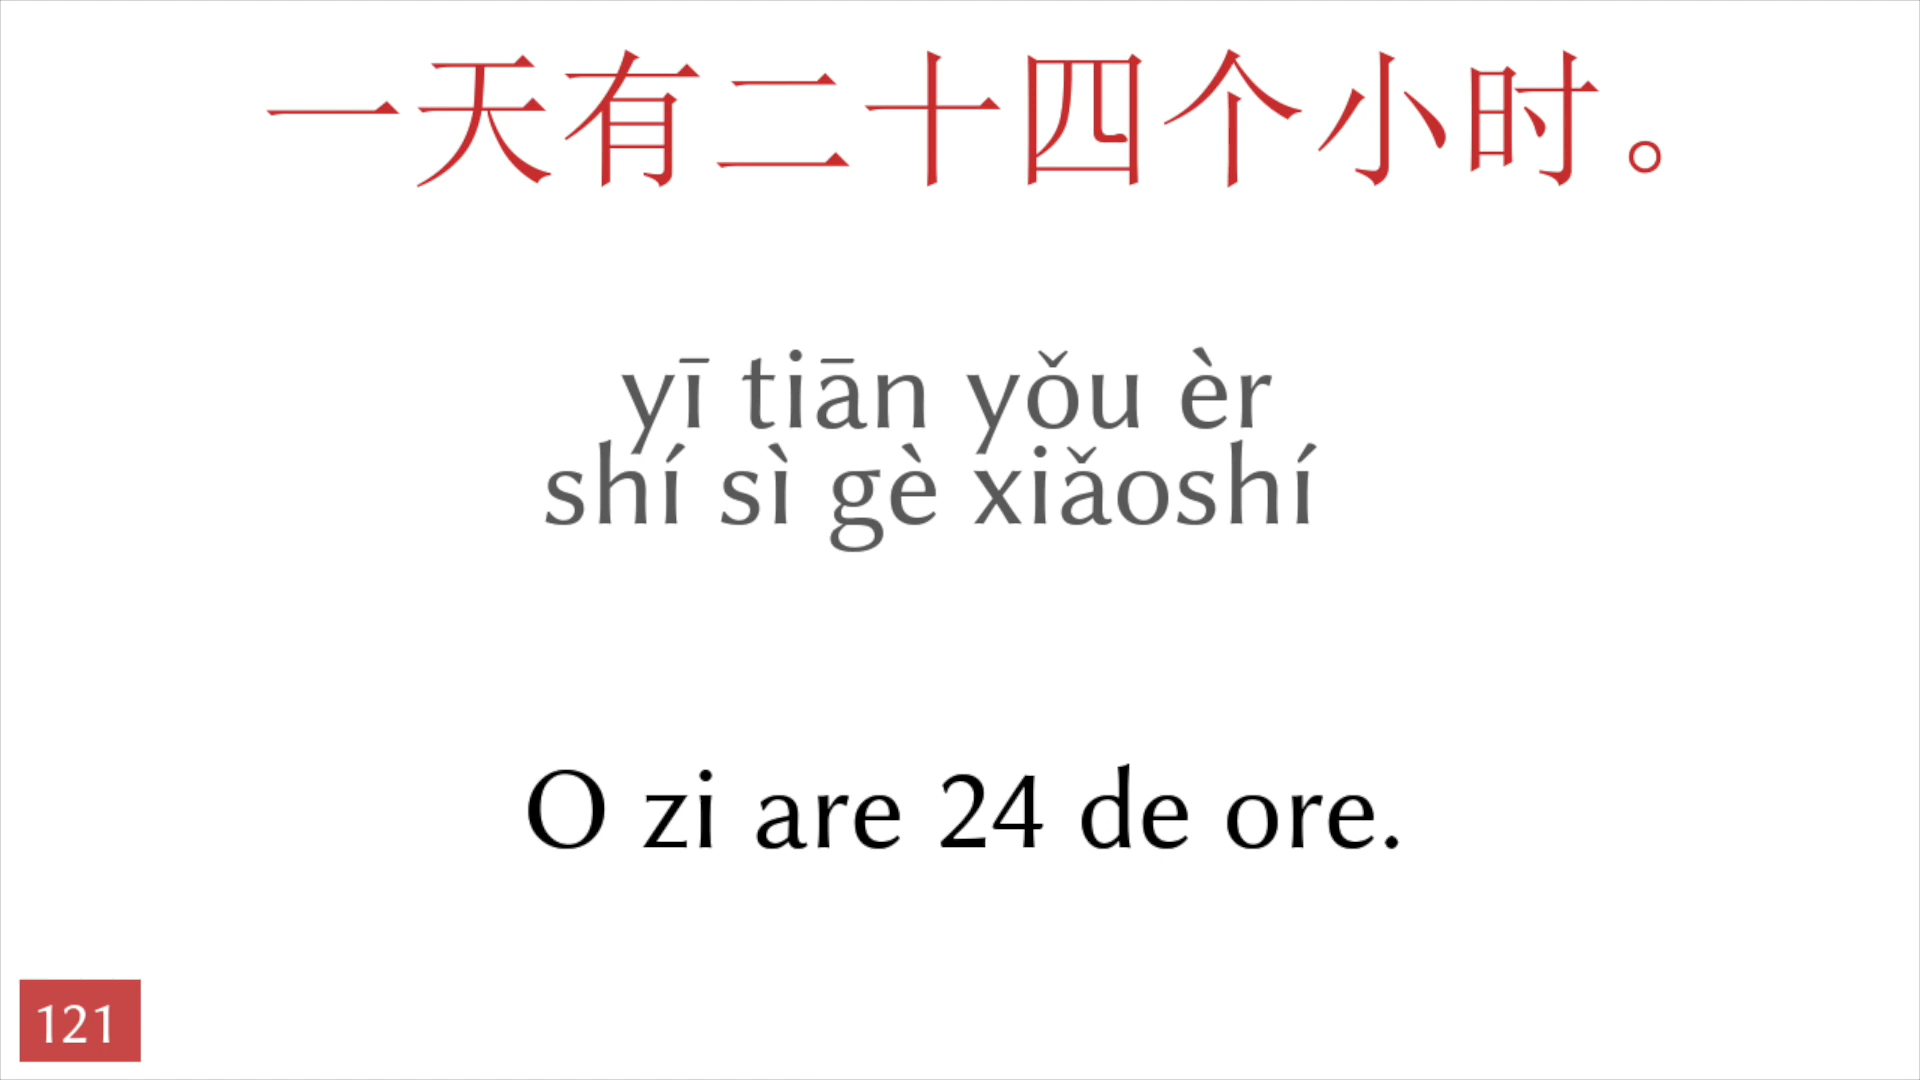 一天有二十四个小时。
yī tiān yǒu èr
shí sì gè xiǎoshí
O zi are 24 de ore.
121